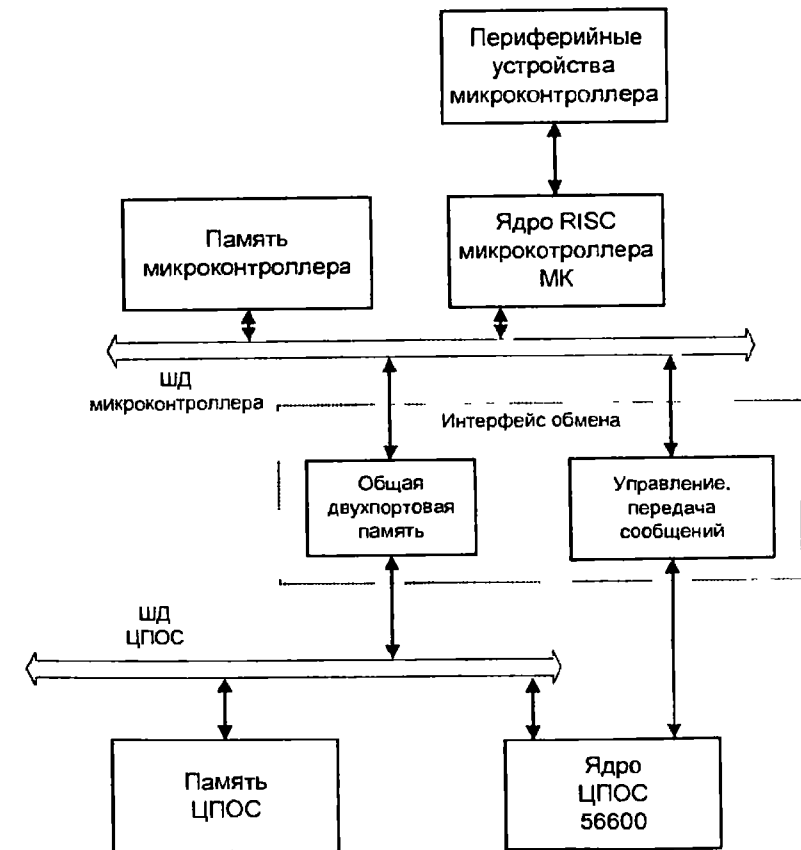 Периферийные
устройства
микроконтроллера
Память
микроконтроллера
Ядро RISC
микрокотроллера
МК
ШД
микроконтроллера
Интерфейс обмена
Общая
двухпортовая
память
Управление.
передача
сообщений
ШД
ЦПОС
Память
ЦПОС
Ядро
ЦПОС
56600